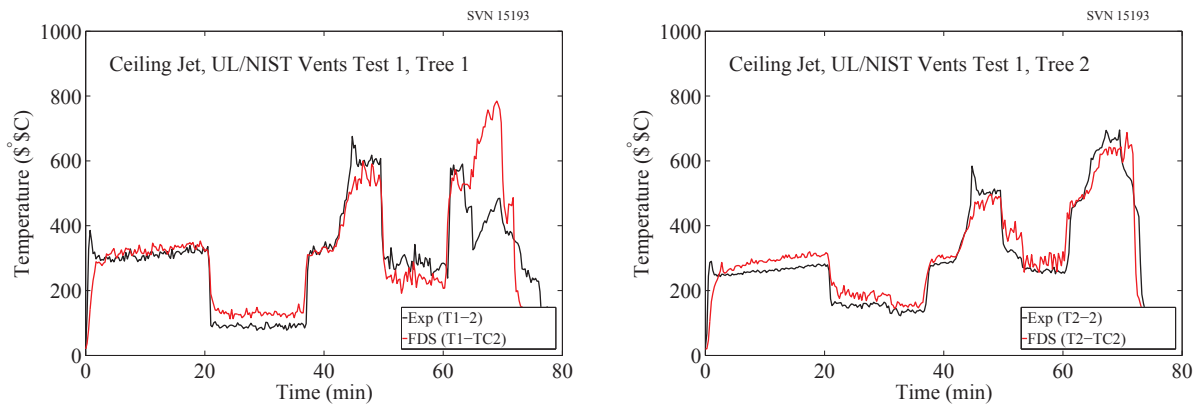 SVN 15193
Ceiling Jet, UL/NIST Vents Test 1, Tree 1
Temperature ($°$C)
1000
800
600
400
200
0
0 20 40 60 80
Time (min)
Exp (T1−2)
FDS (T1−TC2)
SVN 15193
Ceiling Jet, UL/NIST Vents Test 1, Tree 2
Temperature ($°$C)
1000
800
600
400
200
0
0 20 40 60 80
Time (min)
Exp (T2−2)
FDS (T2−TC2)